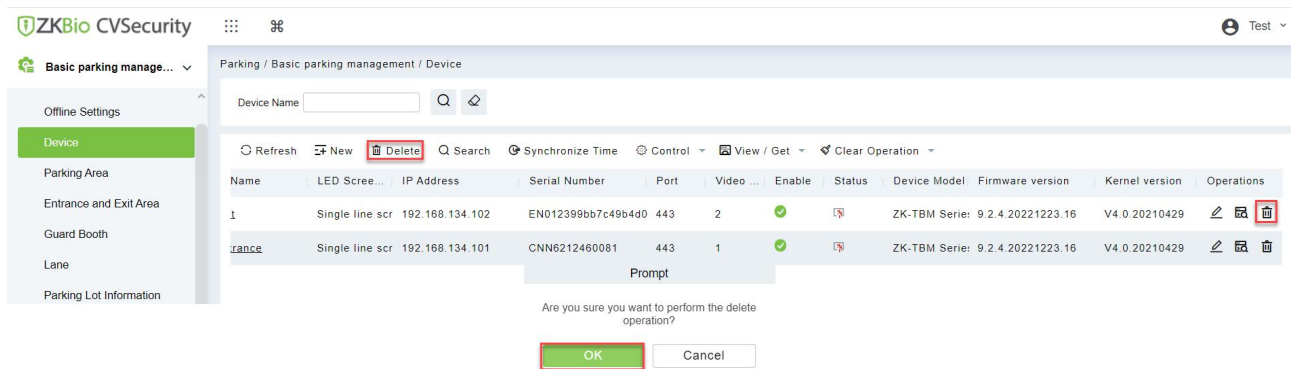 ZKBio CVSecurity
Test
Basic parking manage...
Parking / Basic parking management / Device
Offline Settings
Device
Parking Area
Entrance and Exit Area
Guard Booth
Lane
Parking Lot Information
Device Name
Refresh New Delete Search Synchronize Time Control View / Get Clear Operation
Name LED Scree... IP Address Serial Number Port Video ... Enable Status Device Model Firmware version Kernel version Operations
t Single line scr 192.168.134.102 EN012399bb7c49b4d0 443 2 ZK-TBM Series 9.2.4.20221223.16 V4.0.20210429
trance Single line scr 192.168.134.101 CNN6212460081 443 1 ZK-TBM Series 9.2.4.20221223.16 V4.0.20210429
Prompt
Are you sure you want to perform the delete
operation?
OK Cancel